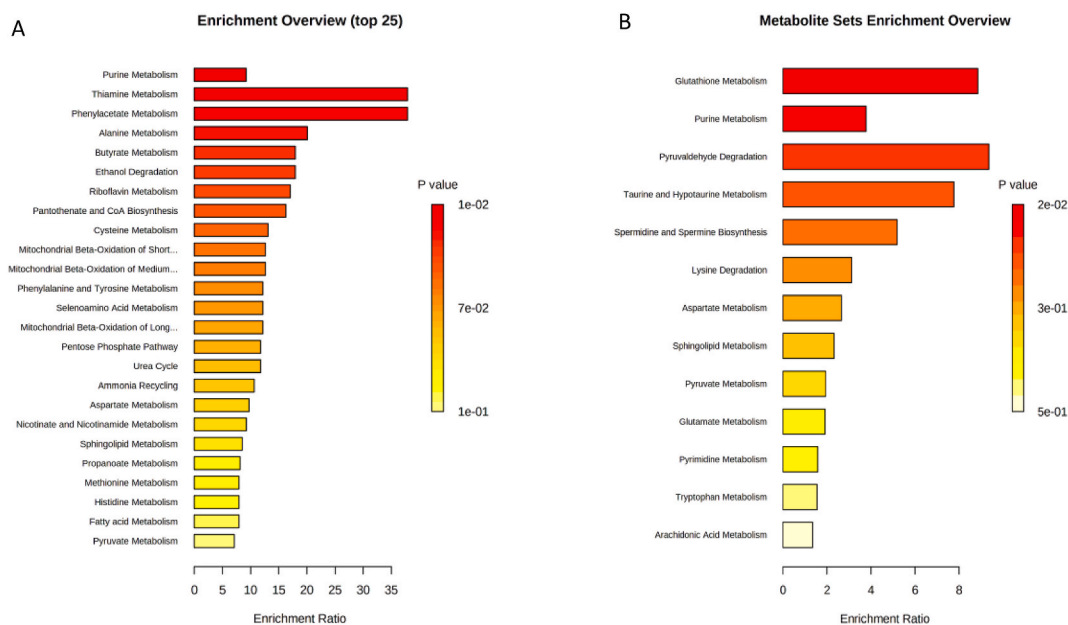 A
Enrichment Overview (top 25)
Purine Metabolism
Thiamine Metabolism
Phenylacetate Metabolism
Alanine Metabolism
Butyrate Metabolism
Ethanol Degradation
Riboflavin Metabolism
Pantothenate and CoA Biosynthesis
Cysteine Metabolism
Mitochondrial Beta-Oxidation of Short...
Mitochondrial Beta-Oxidation of Medium...
Phenylalanine and Tyrosine Metabolism
Selenoamino Acid Metabolism
Mitochondrial Beta-Oxidation of Long...
Pentose Phosphate Pathway
Urea Cycle
Ammonia Recycling
Aspartate Metabolism
Nicotinate and Nicotinamide Metabolism
Sphingolipid Metabolism
Propanoate Metabolism
Methionine Metabolism
Histidine Metabolism
Fatty acid Metabolism
Pyruvate Metabolism
0 5 10 15 20 25 30 35
Enrichment Ratio
P value
1e-02
7e-02
1e-01
B
Metabolite Sets Enrichment Overview
Glutathione Metabolism
Purine Metabolism
Pyruvaldehyde Degradation
Taurine and Hypotaurine Metabolism
Spermidine and Spermine Biosynthesis
Lysine Degradation
Aspartate Metabolism
Sphingolipid Metabolism
Pyruvate Metabolism
Glutamate Metabolism
Pyrimidine Metabolism
Tryptophan Metabolism
Arachidonic Acid Metabolism
0 2 4 6 8
Enrichment Ratio
P value
2e-02
3e-01
5e-01